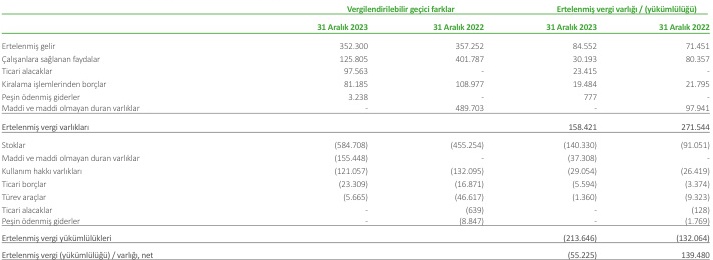 Vergilendirilebilir geçici farklar Ertelenmiş vergi varlığı / (yükümlülüğü)
31 Aralık 2023 31 Aralık 2022 31 Aralık 2023 31 Aralık 2022
Ertelenmiş gelir 352.300 357.252 84.552 71.451
Çalışanlara sağlanan faydalar 125.805 401.787 30.193 80.357
Ticari alacaklar 97.563 - 23.415 -
Kiralama işlemlerinden borçlar 81.185 108.977 19.484 21.795
Peşin ödenmiş giderler 3.238 - 777 -
Maddi ve maddi olmayan duran varlıklar - 489.703 - 97.941
Ertelenmiş vergi varlıkları 158.421 271.544
Stoklar (584.708) (455.254) (140.330) (91.051)
Maddi ve maddi olmayan duran varlıklar (155.448) - (37.308) -
Kullanım hakkı varlıkları (121.057) (132.095) (29.054) (26.419)
Ticari borçlar (23.309) (16.871) (5.594) (3.374)
Türev araçlar (5.665) (46.617) (1.360) (9.323)
Ticari alacaklar - (639) - (128)
Peşin ödenmiş giderler - (8.847) - (1.769)
Ertelenmiş vergi yükümlülükleri (213.646) (132.064)
Ertelenmiş vergi (yükümlülüğü) / varlığı, net (55.225) 139.480